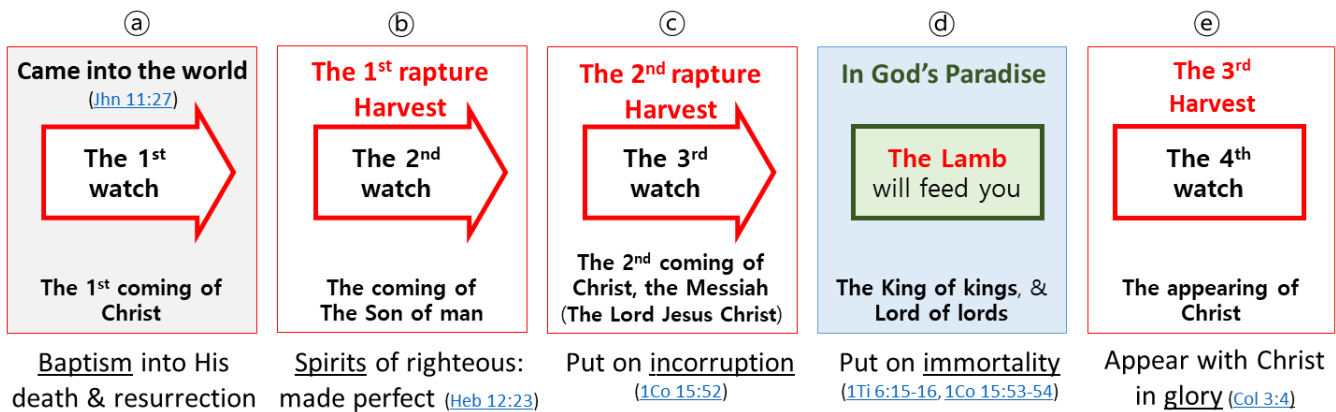 ⓐ
Came into the world
(Jhn 11:27)
The 1st
watch
The 1st coming of
Christ
Baptism into His
death & resurrection
ⓑ
The 1st rapture
Harvest
The 2nd
watch
The coming of
The Son of man
Spirits of righteous:
made perfect (Heb 12:23)
ⓒ
The 2nd rapture
Harvest
The 3rd
watch
The 2nd coming of
Christ, the Messiah
(The Lord Jesus Christ)
Put on incorruption
(1Co 15:52)
ⓓ
In God's Paradise
The Lamb
will feed you
The King of kings, &
Lord of lords
Put on immortality
(1Ti 6:15-16, 1Co 15:53-54)
ⓔ
The 3rd
Harvest
The 4th
watch
The appearing of
Christ
Appear with Christ
in glory (Col 3:4)